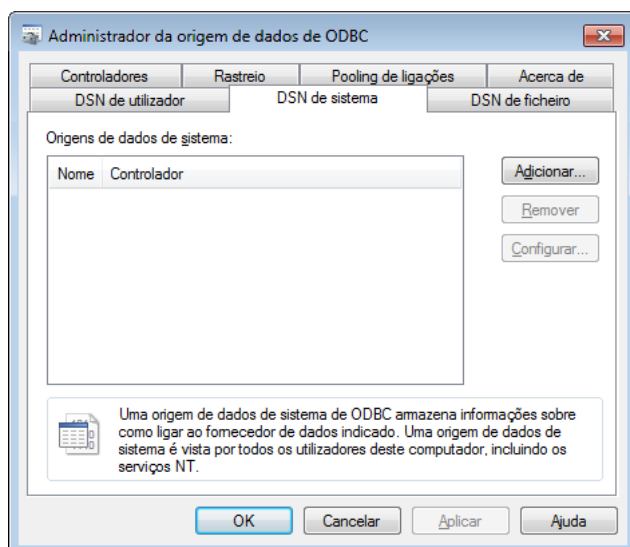 Administrador da origem de dados de ODBC
Controladores Rastreio Pooling de ligações Acerca de
DSN de utilizador DSN de sistema DSN de ficheiro
Origens de dados de sistema:
Nome Controlador
Adicionar...
Remover
Configurar...
Uma origem de dados de sistema de ODBC armazena informações sobre
como ligar ao fornecedor de dados indicado. Uma origem de dados de
sistema é vista por todos os utilizadores deste computador, incluindo os
serviços NT.
OK Cancelar Aplicar Ajuda